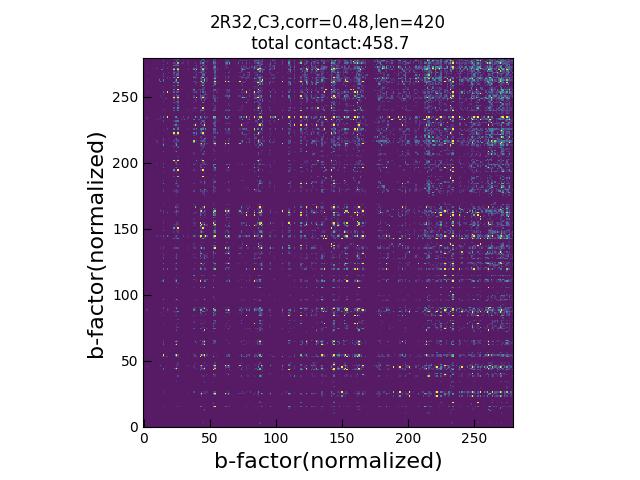 2R32,C3,corr=0.48,len=420
total contact:458.7
b-factor(normalized)
250
200
150
100
50
0
0 50 100 150 200 250
b-factor(normalized)